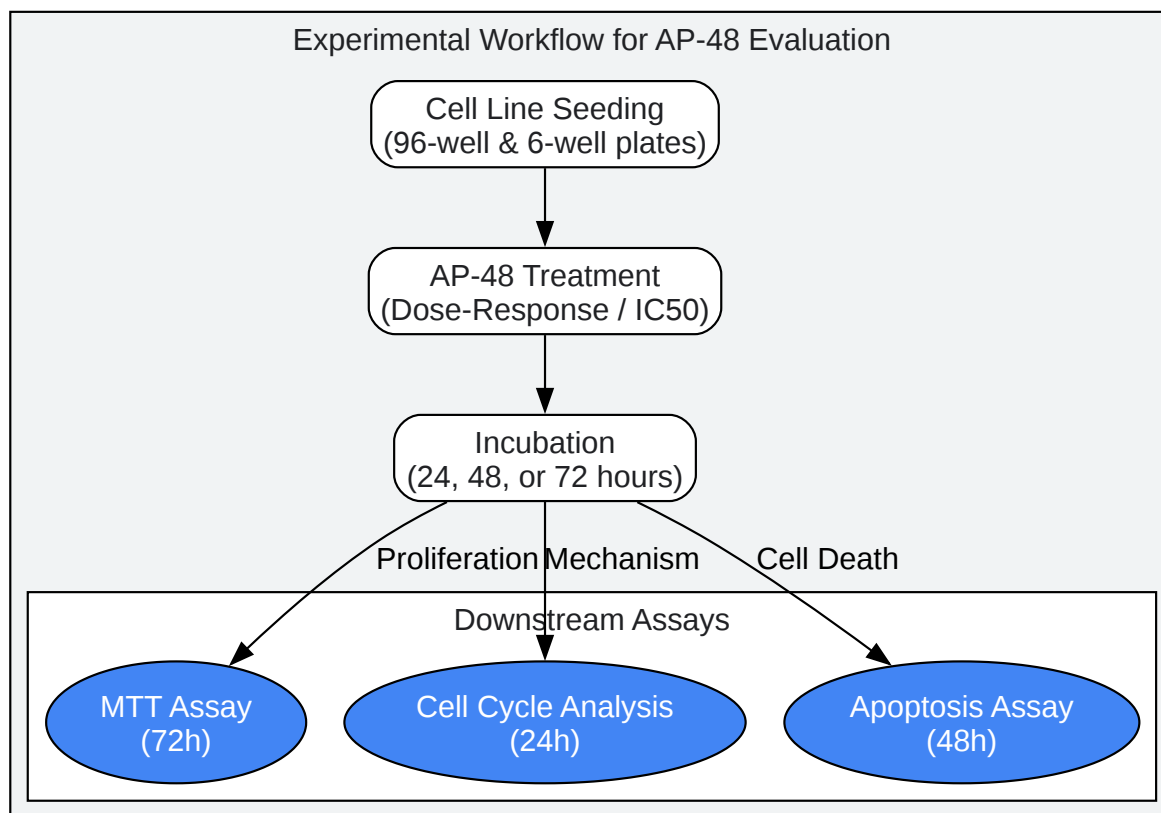 Experimental Workflow for AP-48 Evaluation
Cell Line Seeding
(96-well & 6-well plates)
AP-48 Treatment
(Dose-Response / IC50)
Incubation
(24, 48, or 72 hours)
Proliferation
Mechanism
Cell Death
Downstream Assays
MTT Assay
(72h)
Cell Cycle Analysis
(24h)
Apoptosis Assay
(48h)